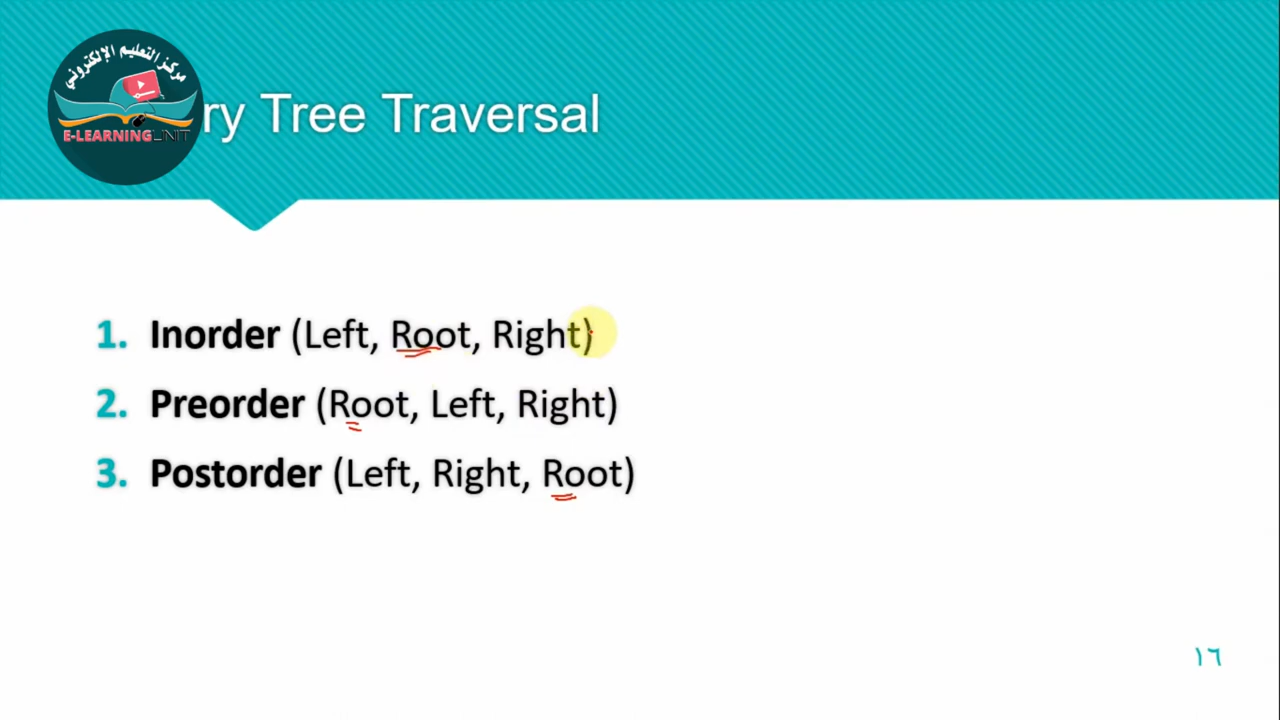 مركز التعليم الإلكتروني
E-LEARNING UNIT
ry Tree Traversal
1. Inorder (Left, Root, Right)
2. Preorder (Root, Left, Right)
3. Postorder (Left, Right, Root)
١٦